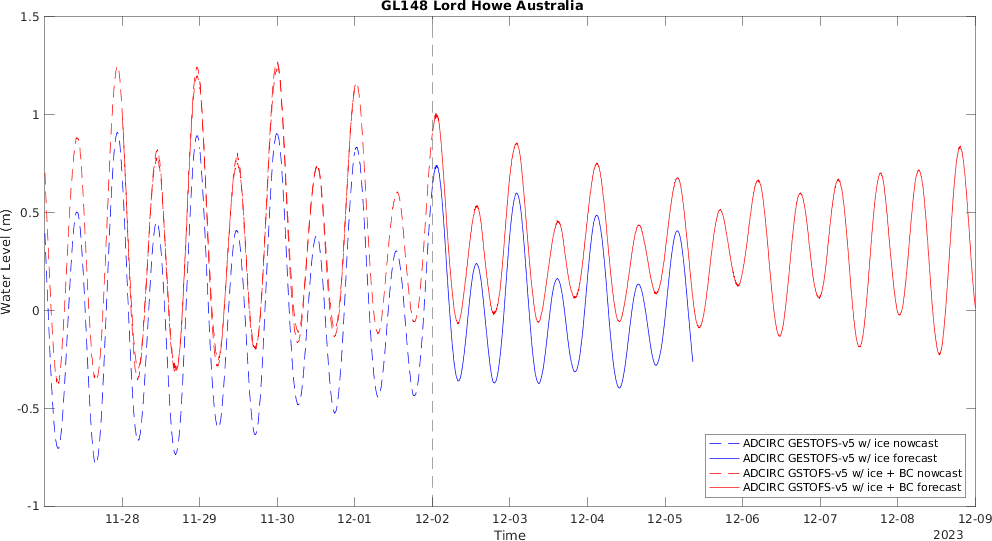 GL148 Lord Howe Australia
1.5
1
0.5
0
-0.5
-1
Water Level (m)
ADCIRC GESTOFS-v5 w/ ice nowcast
ADCIRC GESTOFS-v5 w/ ice forecast
ADCIRC GSTOFS-v5 w/ ice + BC nowcast
ADCIRC GSTOFS-v5 w/ ice + BC forecast
11-28 11-29 11-30 12-01 12-02 12-03 12-04 12-05 12-06 12-07 12-08 12-09
Time
2023